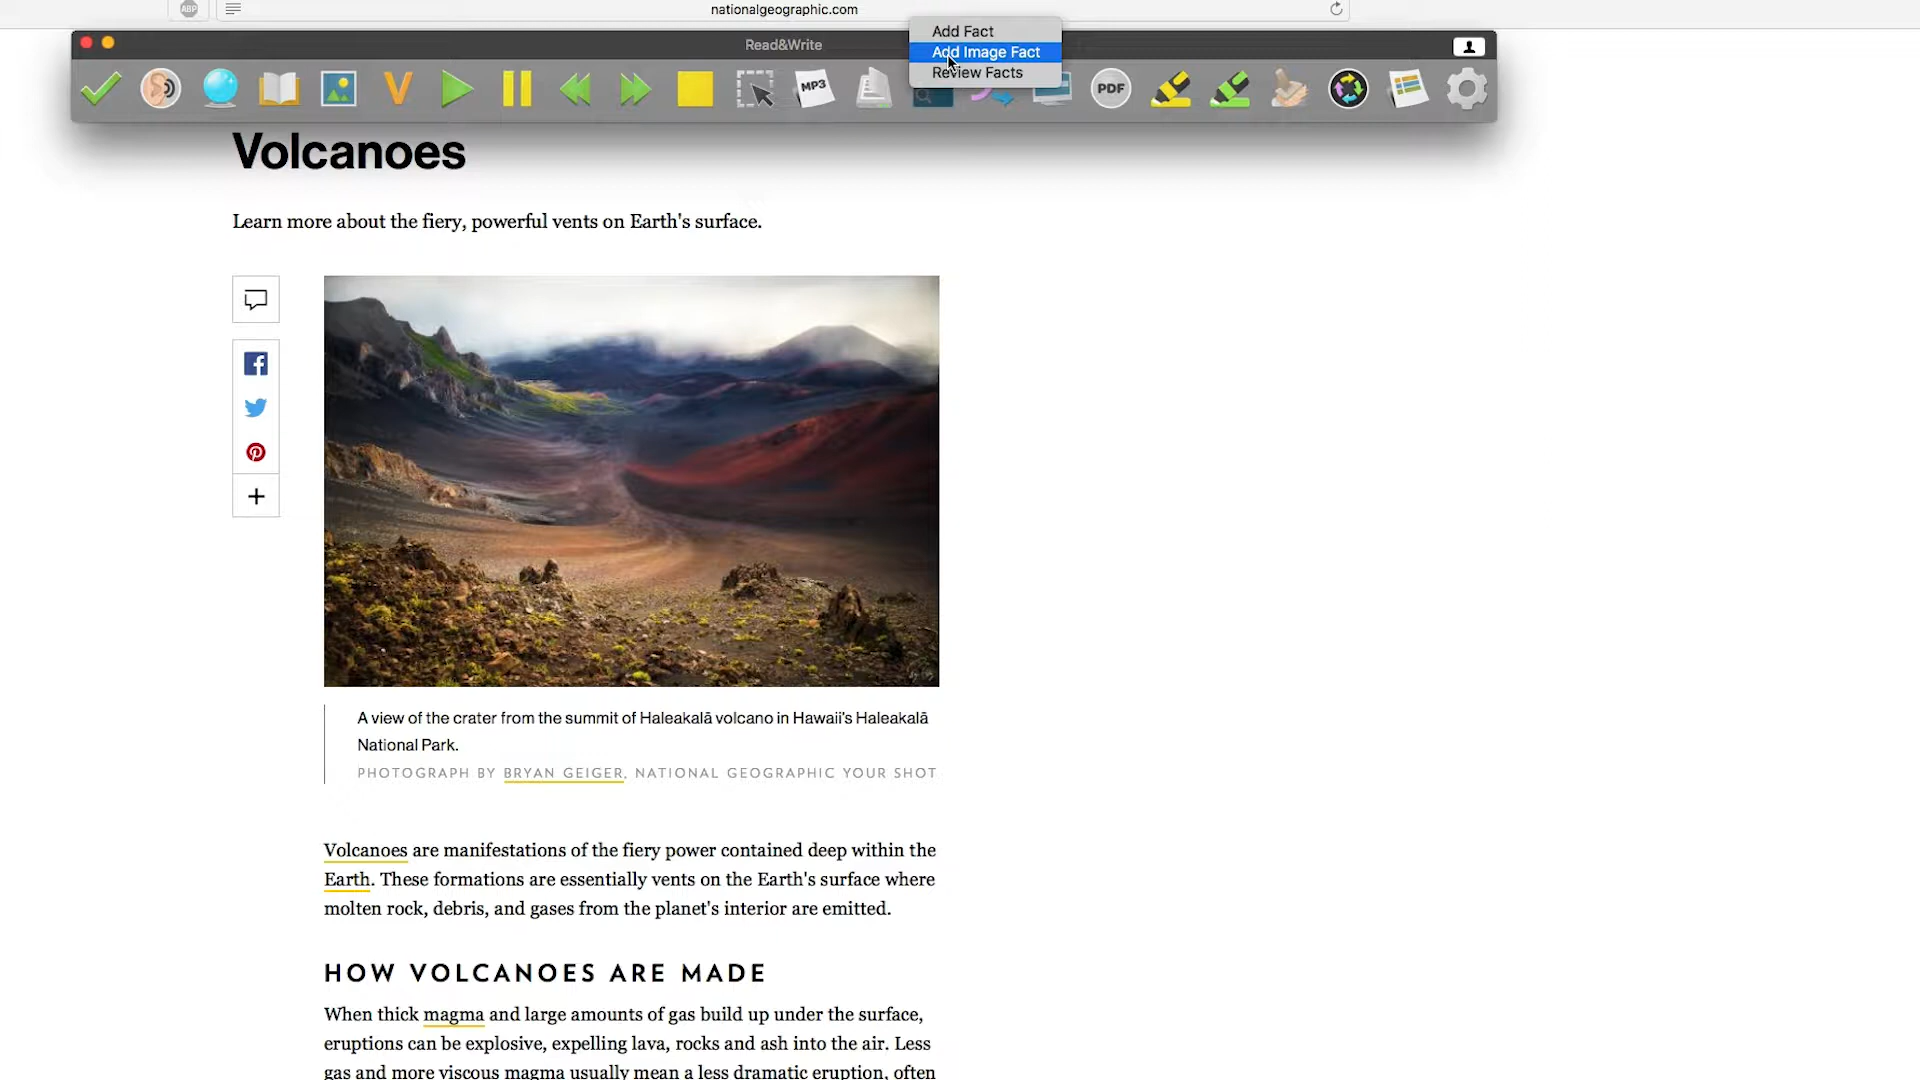 ABP
nationalgeographic.com
Add Fact
Read&Write
Add Image Fact
Review Facts
MP3
PDF
Volcanoes
Learn more about the fiery, powerful vents on Earth's surface.
A view of the crater from the summit of Haleakalā volcano in Hawaii's Haleakalā
National Park.
PHOTOGRAPH BY BRYAN GEIGER, NATIONAL GEOGRAPHIC YOUR SHOT
Volcanoes are manifestations of the fiery power contained deep within the
Earth. These formations are essentially vents on the Earth's surface where
molten rock, debris, and gases from the planet's interior are emitted.
HOW VOLCANOES ARE MADE
When thick magma and large amounts of gas build up under the surface,
eruptions can be explosive, expelling lava, rocks and ash into the air. Less
gas and more viscous magma usually mean a less dramatic eruption, often